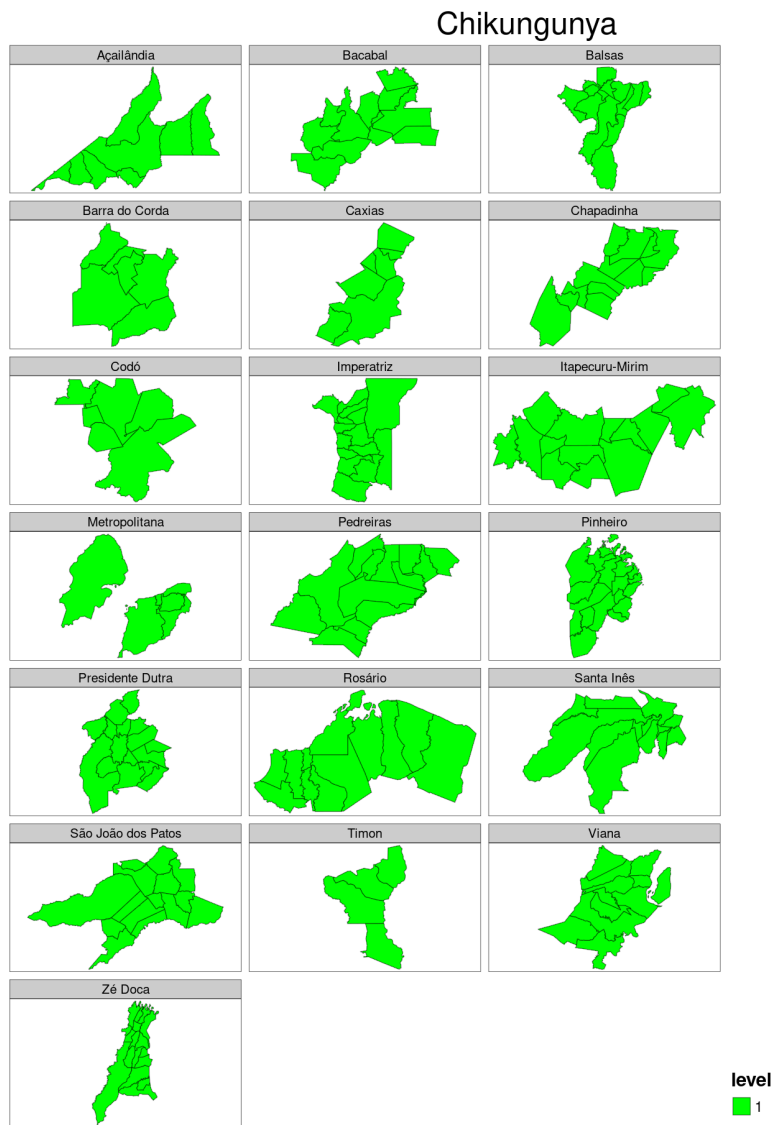 Chikungunya
Açailândia
Bacabal
Balsas
Barra do Corda
Caxias
Chapadinha
Codó
Imperatriz
Itapecuru-Mirim
Metropolitana
Pedreiras
Pinheiro
Presidente Dutra
Rosário
Santa Inês
São João dos Patos
Timon
Viana
Zé Doca
level
1